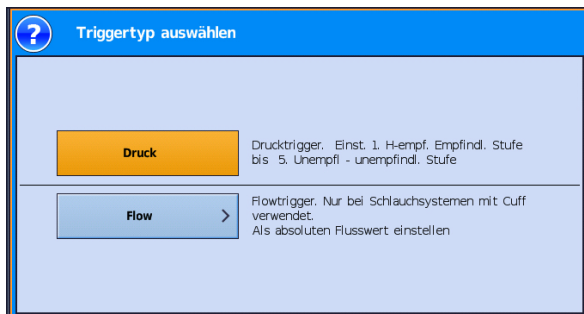 ?
Triggertyp auswählen
Druck
Drucktrigger. Einst. 1. H-empf. Empfindl. Stufe
bis 5. Unempfl - unempfindl. Stufe
Flow >
Flowtrigger. Nur bei Schlauchsystemen mit Cuff
verwendet.
Als absoluten Flusswert einstellen